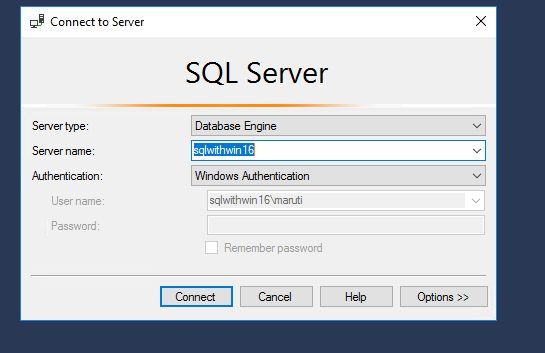 Connect to Server
SQL Server
Server type: Database Engine
Server name: sqlwithwin16
Authentication: Windows Authentication
User name: sqlwithwin16\maruti
Password:
Remember password
Connect Cancel Help Options >>